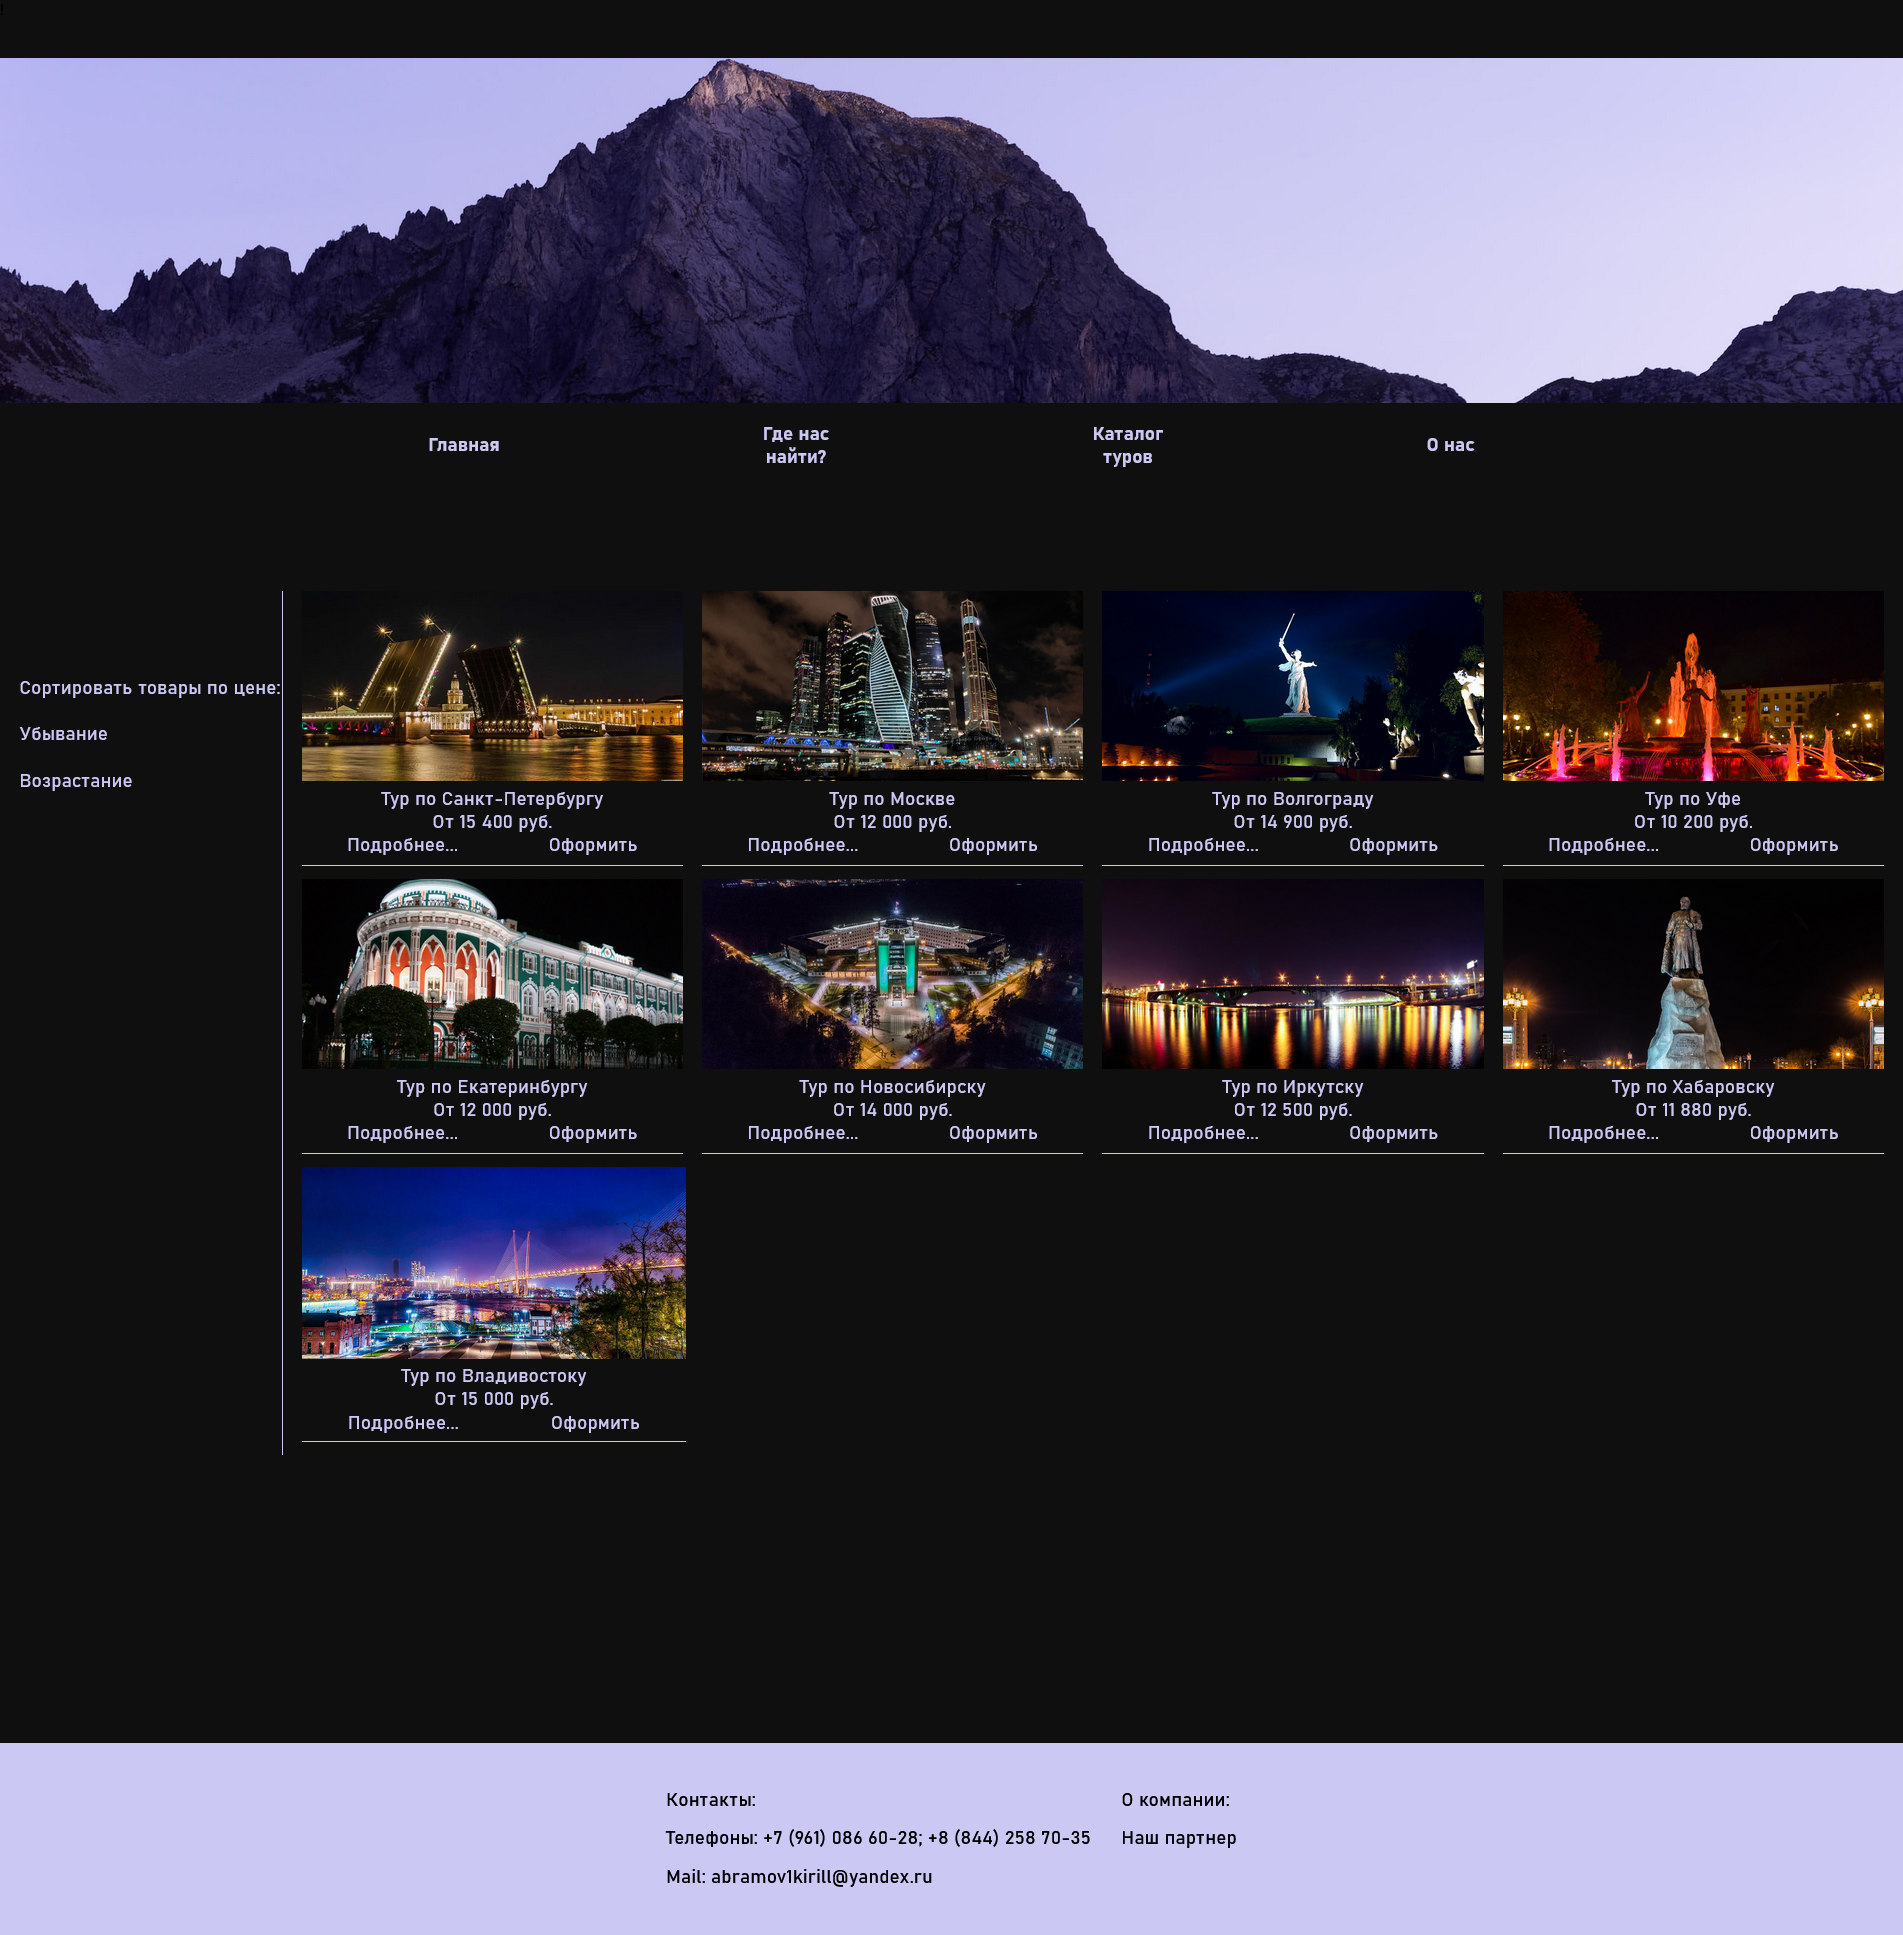 Главная
Где нас
найти?
Каталог
туров
О нас
Сортировать товары по цене:
Убывание
Возрастание
Тур по Санкт-Петербургу
От 15 400 руб.
Подробнее... Оформить
Тур по Москве
От 12 000 руб.
Подробнее... Оформить
Тур по Волгограду
От 14 900 руб.
Подробнее... Оформить
Тур по Уфе
От 10 200 руб.
Подробнее... Оформить
Тур по Екатеринбургу
От 12 000 руб.
Подробнее... Оформить
Тур по Новосибирску
От 14 000 руб.
Подробнее... Оформить
Тур по Иркутску
От 12 500 руб.
Подробнее... Оформить
Тур по Хабаровску
От 11 880 руб.
Подробнее... Оформить
Тур по Владивостоку
От 15 000 руб.
Подробнее... Оформить
Контакты:
Телефоны: +7 (961) 086 60-28; +8 (844) 258 70-35
Mail: abramov1kirill@yandex.ru
О компании:
Наш партнер